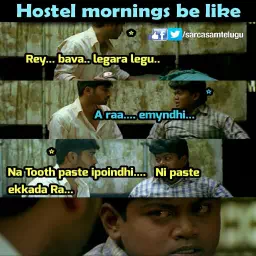 Hostel mornings be like
/sarcasamtelugu
Rey... bava.. legara legu..
A raa.... emyndhi...
Na Tooth paste ipoindhi....
ekkada Ra...
Ni paste